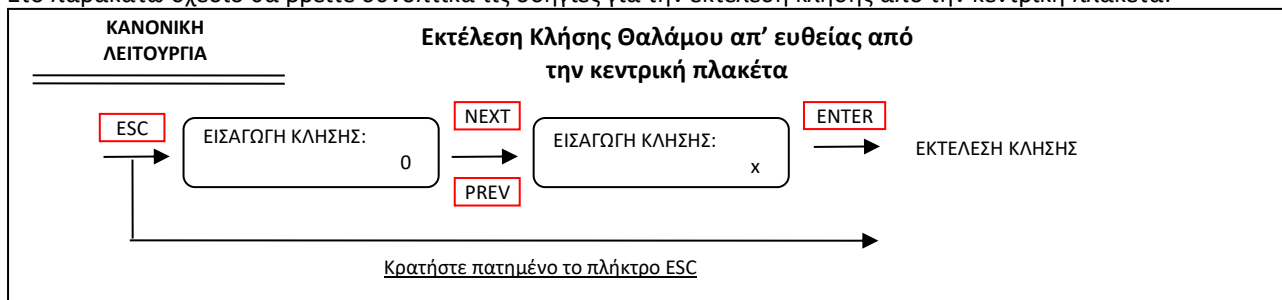 Στο παρακάτω σχέδιο θα βρείτε συνοπτικά τις οδηγίες για την εκτέλεση κλήσης από την κεντρική πλακέτα.
ΚΑΝΟΝΙΚΗ
ΛΕΙΤΟΥΡΓΙΑ
Εκτέλεση Κλήσης Θαλάμου απ’ ευθείας από
την κεντρική πλακέτα
ESC
ΕΙΣΑΓΩΓΗ ΚΛΗΣΗΣ:
0
NEXT
PREV
ΕΙΣΑΓΩΓΗ ΚΛΗΣΗΣ:
x
ENTER
ΕΚΤΕΛΕΣΗ ΚΛΗΣΗΣ
Κρατήστε πατημένο το πλήκτρο ESC